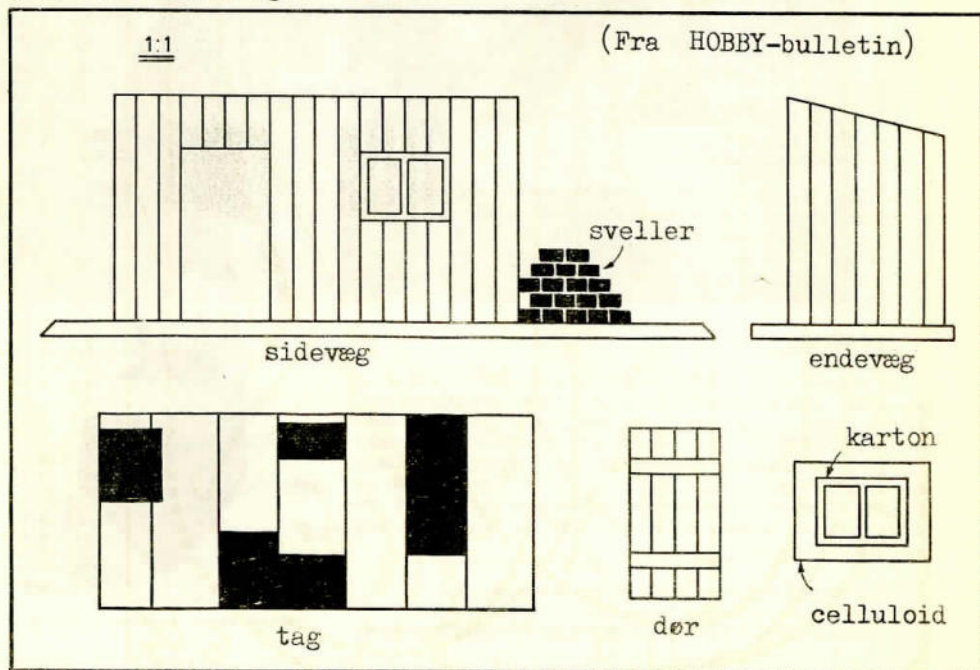 1:1
(Fra HOBBY-bulletin)
sveller
sidevæg
endevæg
karton
celluloid
tag
dør